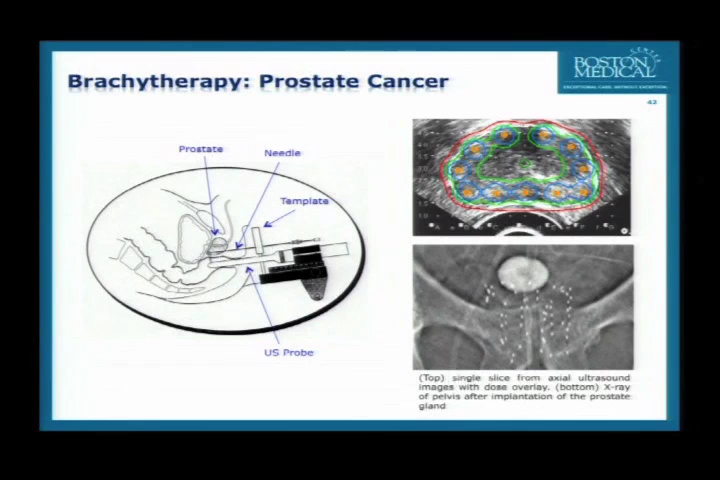 Brachytherapy: Prostate Cancer
BOSTON
MEDICAL
CENTER
EXCEPTIONAL CARE. WITHOUT EXCEPTION.
42
Prostate
Needle
Template
US Probe
(Top) single slice from axial ultrasound
images with dose overlay. (bottom) X-ray
of pelvis after implantation of the prostate
gland